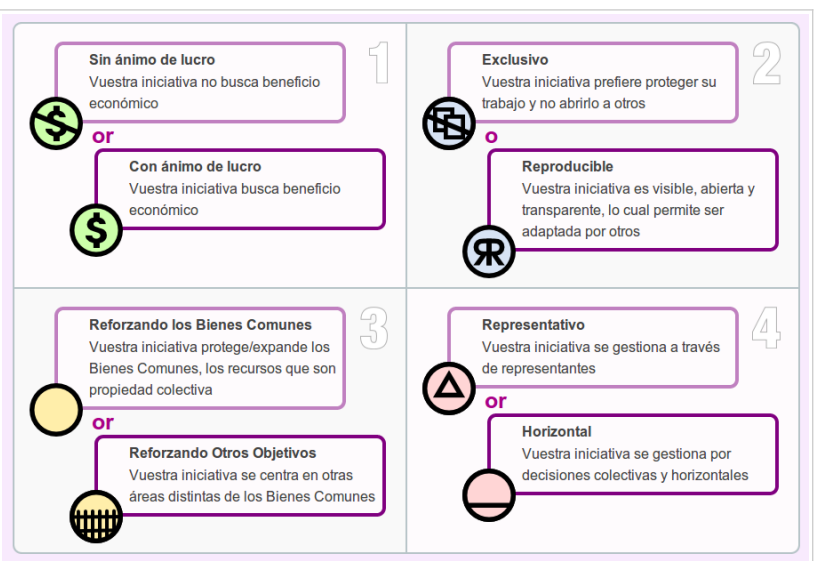 1
Sin ánimo de lucro
Vuestra iniciativa no busca beneficio
económico
or
Con ánimo de lucro
Vuestra iniciativa busca beneficio
económico
2
Exclusivo
Vuestra iniciativa prefiere proteger su
trabajo y no abrirlo a otros
o
Reproducible
Vuestra iniciativa es visible, abierta y
transparente, lo cual permite ser
adaptada por otros
3
Reforzando los Bienes Comunes
Vuestra iniciativa protege/expande los
Bienes Comunes, los recursos que son
propiedad colectiva
or
Reforzando Otros Objetivos
Vuestra iniciativa se centra en otras
áreas distintas de los Bienes Comunes
4
Representativo
Vuestra iniciativa se gestiona a través
de representantes
or
Horizontal
Vuestra iniciativa se gestiona por
decisiones colectivas y horizontales